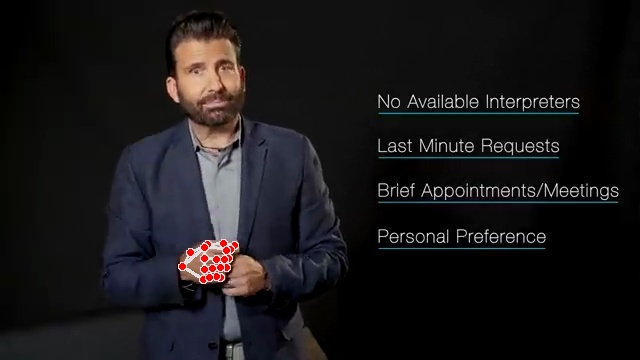 No Available Interpreters
Last Minute Requests
Brief Appointments/Meetings
Personal Preference